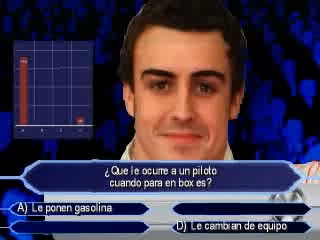 ¿Que le ocurre a un piloto
cuando para en box es?
A) Le ponen gasolina
D) Le cambian de equipo